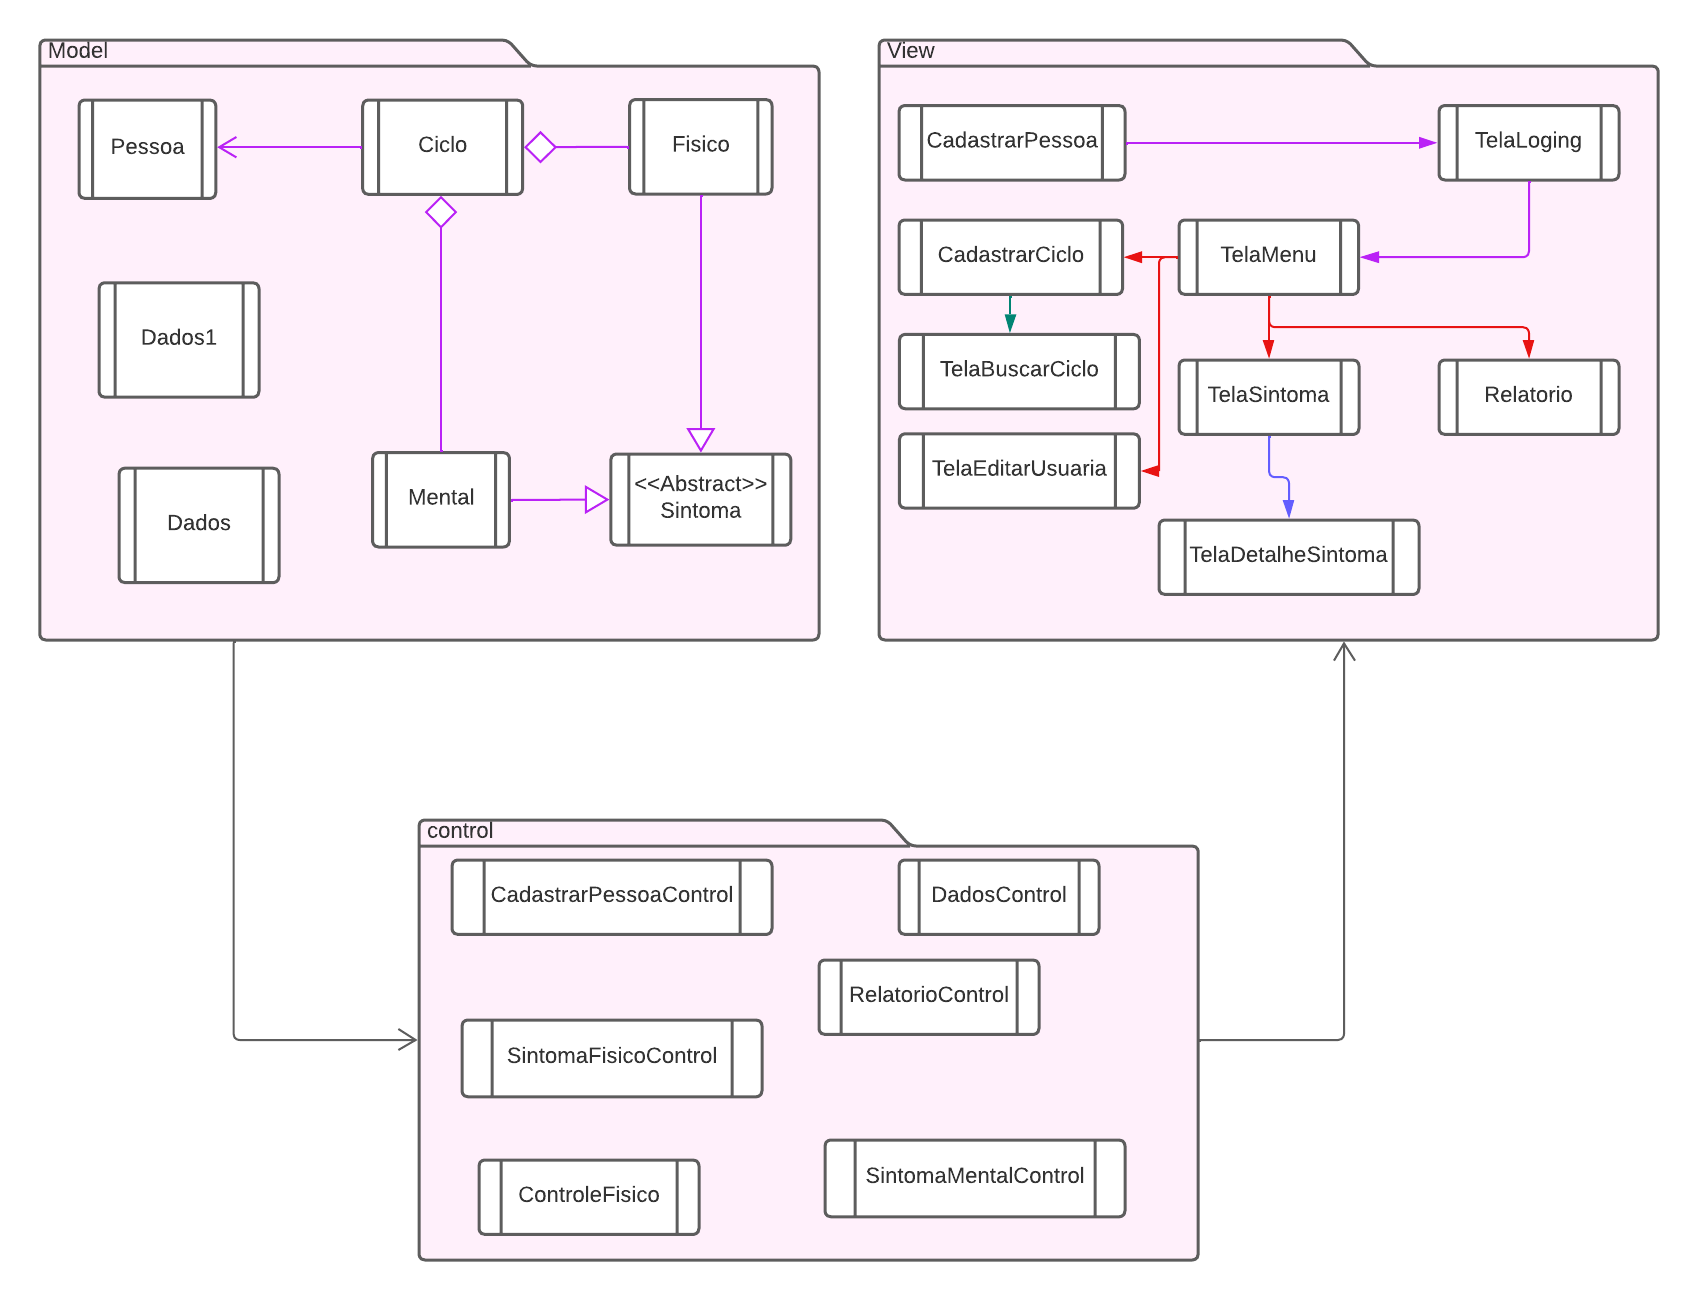 Model
Pessoa
Ciclo
Fisico
Dados1
Dados
Mental
<<Abstract>>
Sintoma
View
CadastrarPessoa
TelaLoging
CadastrarCiclo
TelaMenu
TelaBuscarCiclo
TelaSintoma
Relatorio
TelaEditarUsuaria
TelaDetalheSintoma
control
CadastrarPessoaControl
DadosControl
RelatorioControl
SintomaFisicoControl
SintomaMentalControl
ControleFisico